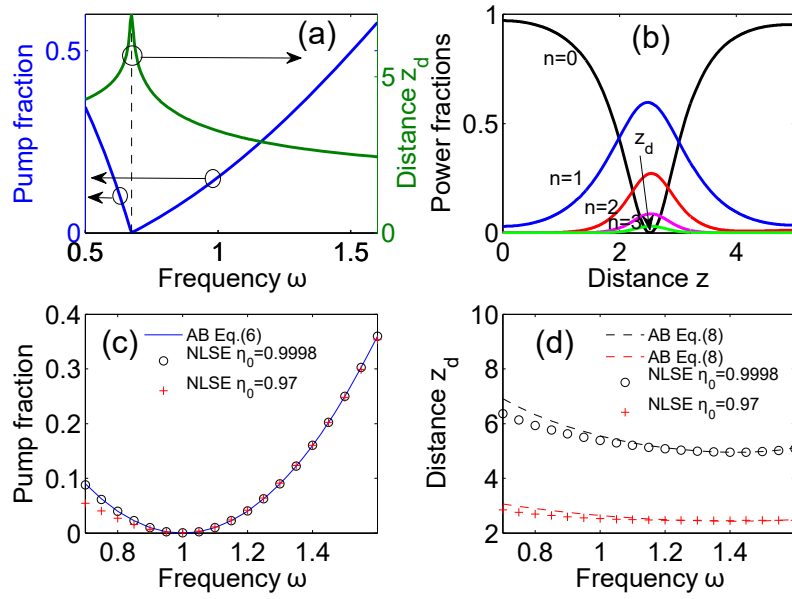 (a)
Pump fraction
0.5
0
Distance z_d
5
0
0.5 1 1.5
Frequency ω
(b)
Power fractions
1
0.5
0
n=0
n=1
n=2
n=3
z_d
0 2 4
Distance z
(c)
Pump fraction
0.4
0.3
0.2
0.1
0
AB Eq.(6)
NLSE η_0=0.9998
NLSE η_0=0.97
0.8 1 1.2 1.4
Frequency ω
(d)
Distance z_d
10
8
6
4
2
AB Eq.(8)
AB Eq.(8)
NLSE η_0=0.9998
NLSE η_0=0.97
0.8 1 1.2 1.4
Frequency ω